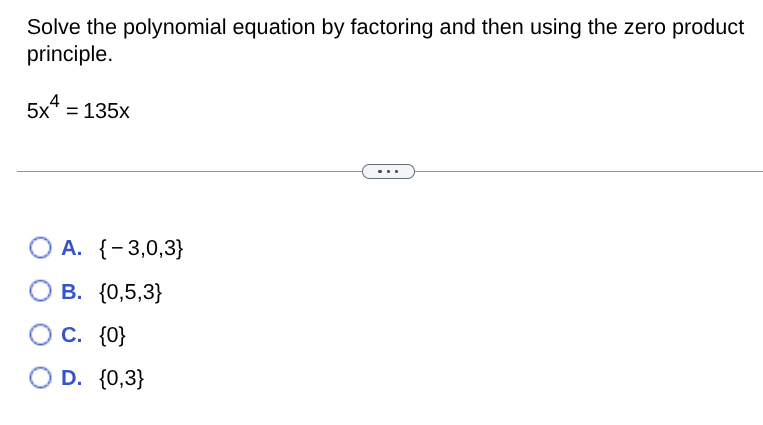 Solve the polynomial equation by factoring and then using the zero product
principle.
5x⁴ = 135x
A. {−3,0,3}
B. {0,5,3}
C. {0}
D. {0,3}